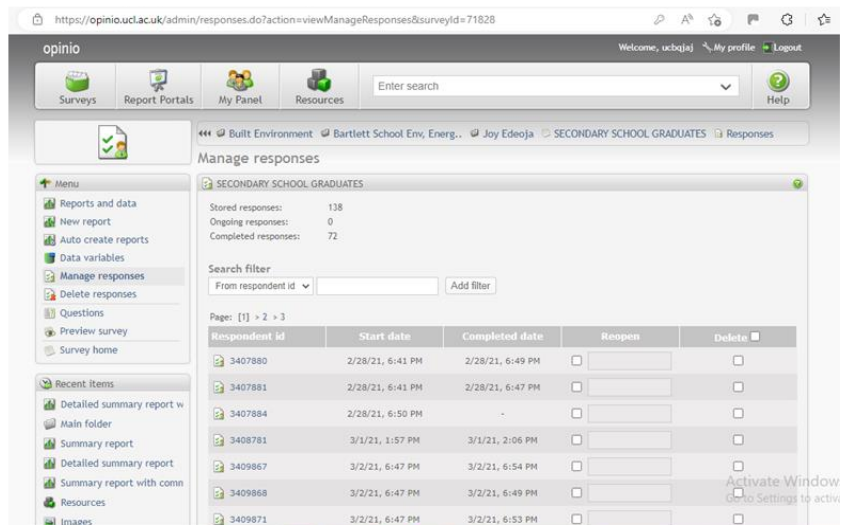 https://opinio.ucl.ac.uk/admin/responses.do?action=viewManageResponses&surveyId=71828
opinio
Welcome, ucbqjaj My profile Logout
Surveys Report Portals My Panel Resources Enter search Help
Built Environment Bartlett School Env, Energ.. Joy Edeoja SECONDARY SCHOOL GRADUATES Responses
Manage responses
Menu
Reports and data
New report
Auto create reports
Data variables
Manage responses
Delete responses
Questions
Preview survey
Survey home
Recent items
Detailed summary report w
Main folder
Summary report
Detailed summary report
Summary report with comn
Resources
Images
SECONDARY SCHOOL GRADUATES
Stored responses: 138
Ongoing responses: 0
Completed responses: 72
Search filter
From respondent id Add filter
Page: [1] > 2 > 3
Respondent id Start date Completed date Reopen Delete
3407880 2/28/21, 6:41 PM 2/28/21, 6:49 PM
3407881 2/28/21, 6:41 PM 2/28/21, 6:47 PM
3407884 2/28/21, 6:50 PM -
3408781 3/1/21, 1:57 PM 3/1/21, 2:06 PM
3409867 3/2/21, 6:47 PM 3/2/21, 6:54 PM
3409868 3/2/21, 6:47 PM 3/2/21, 6:49 PM
3409871 3/2/21, 6:47 PM 3/2/21, 6:53 PM
Activate Window
Go to Settings to activa